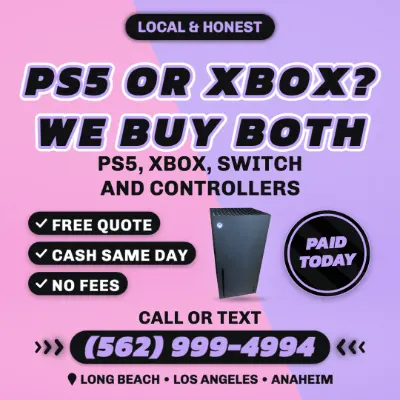 LOCAL & HONEST
PS5 OR XBOX?
WE BUY BOTH
PS5, XBOX, SWITCH
AND CONTROLLERS
FREE QUOTE
CASH SAME DAY
NO FEES
PAID
TODAY
CALL OR TEXT
(562) 999-4994
LONG BEACH • LOS ANGELES • ANAHEIM